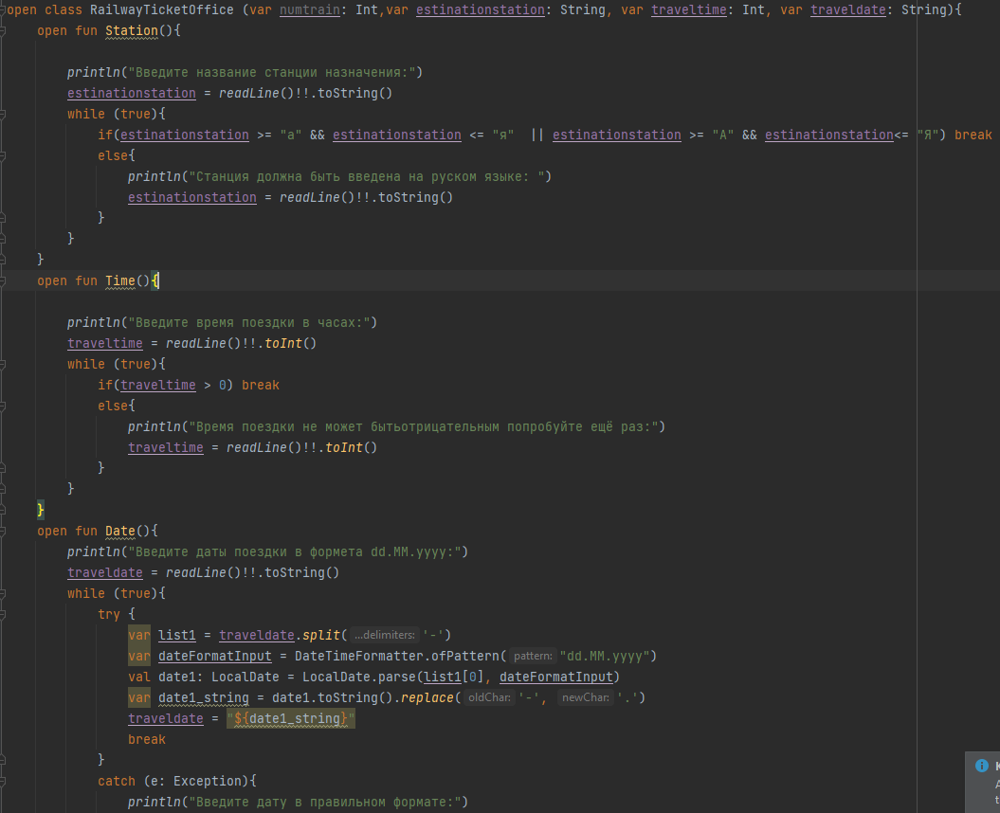 open class RailwayTicketOffice (var numtrain: Int,var estinationstation: String, var traveltime: Int, var traveldate: String){
open fun Station(){
println("Введите название станции назначения:")
estinationstation = readLine()!!.toString()
while (true){
if(estinationstation >= "а" && estinationstation <= "я" || estinationstation >= "А" && estinationstation<= "Я") break
else{
println("Станция должна быть введена на руском языке: ")
estinationstation = readLine()!!.toString()
}
}
}
open fun Time(){
println("Введите время поездки в часах:")
traveltime = readLine()!!.toInt()
while (true){
if(traveltime > 0) break
else{
println("Время поездки не может бытьотрицательным попробуйте ещё раз:")
traveltime = readLine()!!.toInt()
}
}
}
open fun Date(){
println("Введите даты поездки в формета dd.MM.yyyy:")
traveldate = readLine()!!.toString()
while (true){
try {
var list1 = traveldate.split( ...delimiters: '-')
var dateFormatInput = DateTimeFormatter.ofPattern( pattern: "dd.MM.yyyy")
val date1: LocalDate = LocalDate.parse(list1[0], dateFormatInput)
var date1_string = date1.toString().replace( oldChar: '-', newChar: '.')
traveldate = "${date1_string}"
break
}
catch (e: Exception){
println("Введите дату в правильном формате:")